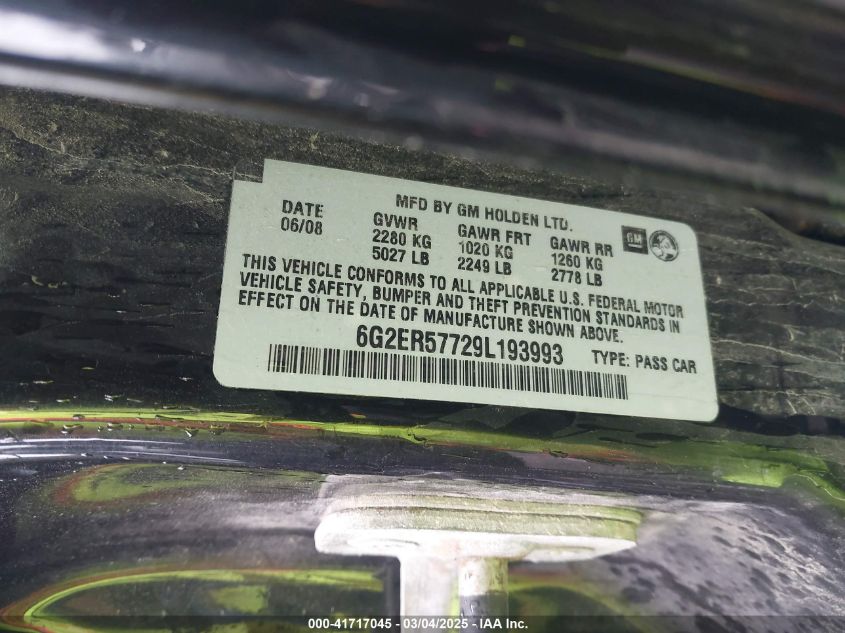 MFD BY GM HOLDEN LTD.
DATE GVWR GAWR FRT GAWR RR
06/08 2280 KG 1020 KG 1260 KG
5027 LB 2249 LB 2778 LB
GM
THIS VEHICLE CONFORMS TO ALL APPLICABLE U.S. FEDERAL MOTOR
VEHICLE SAFETY, BUMPER AND THEFT PREVENTION STANDARDS IN
EFFECT ON THE DATE OF MANUFACTURE SHOWN ABOVE.
6G2ER57729L193993 TYPE: PASS CAR
000-41717045 — 03/04/2025 — IAA Inc.